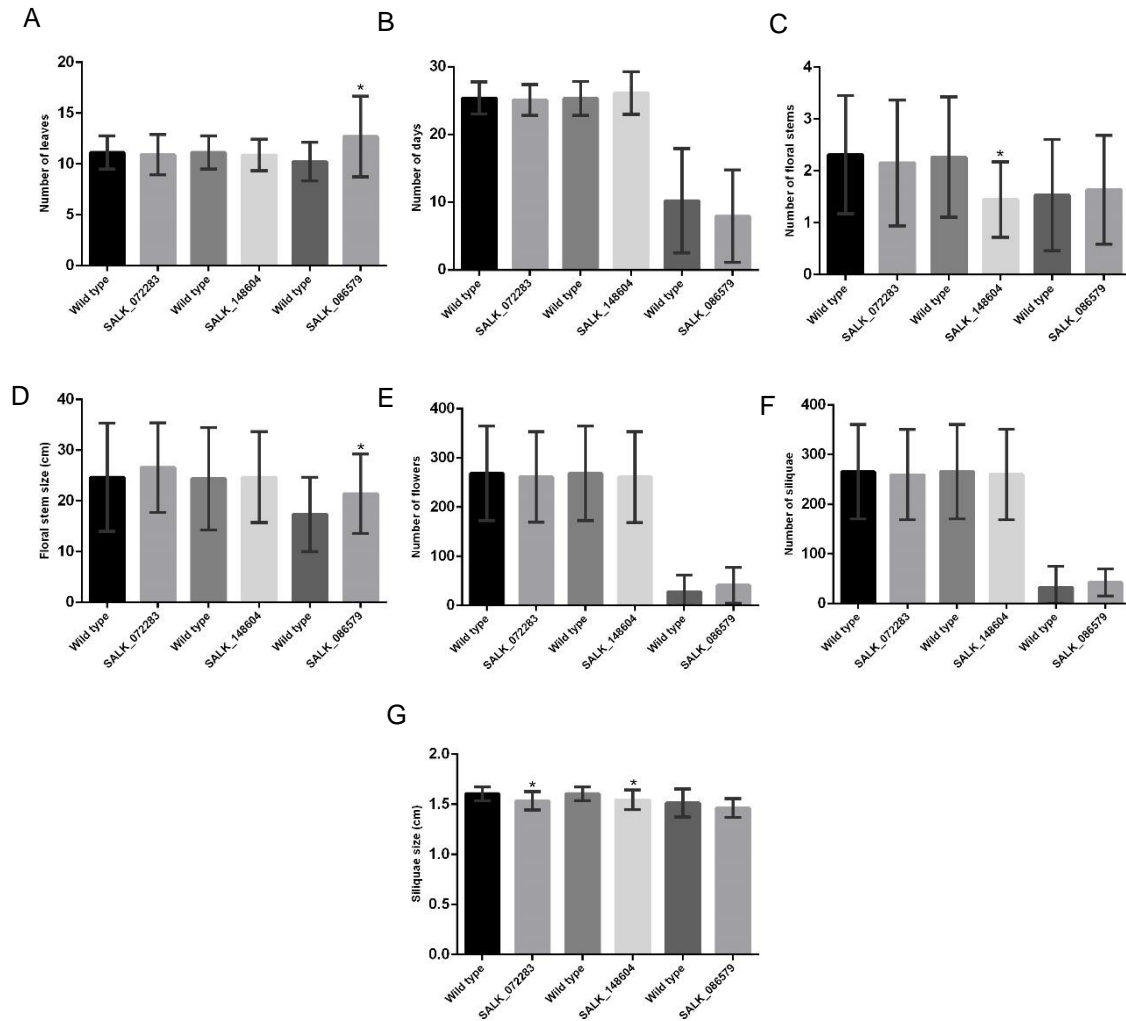 A
Number of leaves
20
15
10
5
0
*
Wild type
SALK_072283
Wild type
SALK_148604
Wild type
SALK_086579
B
Number of days
30
20
10
0
Wild type
SALK_072283
Wild type
SALK_148604
Wild type
SALK_086579
C
Number of floral stems
4
3
2
1
0
*
Wild type
SALK_072283
Wild type
SALK_148604
Wild type
SALK_086579
D
Floral stem size (cm)
40
30
20
10
0
*
Wild type
SALK_072283
Wild type
SALK_148604
Wild type
SALK_086579
E
Number of flowers
400
300
200
100
0
Wild type
SALK_072283
Wild type
SALK_148604
Wild type
SALK_086579
F
Number of siliquae
400
300
200
100
0
Wild type
SALK_072283
Wild type
SALK_148604
Wild type
SALK_086579
G
Siliquae size (cm)
2.0
1.5
1.0
0.5
0.0
*
*
Wild type
SALK_072283
Wild type
SALK_148604
Wild type
SALK_086579